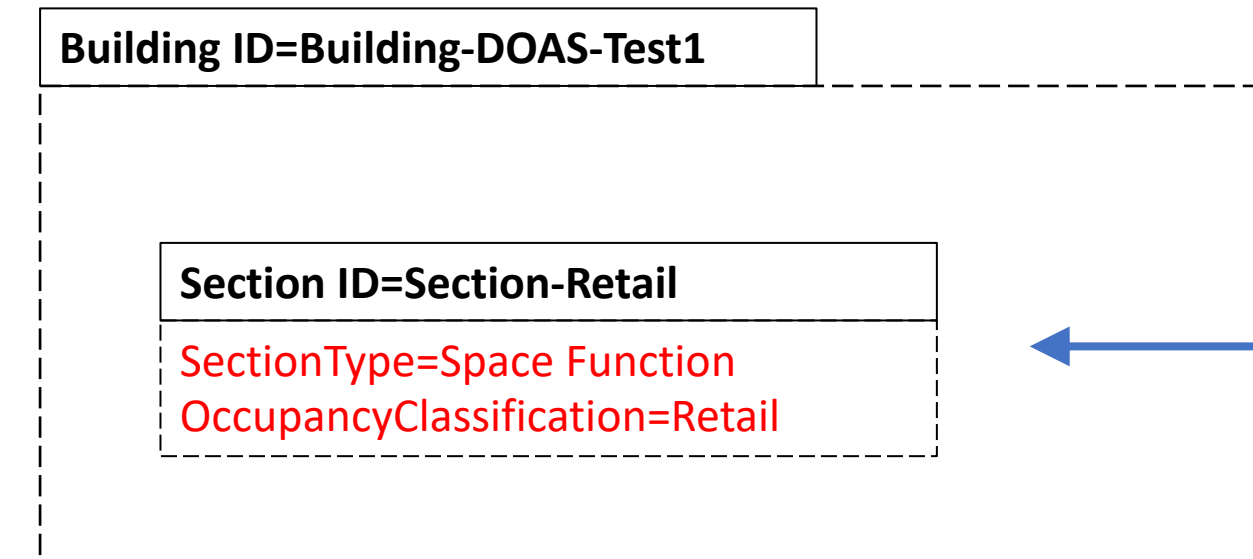 Building ID=Building-DOAS-Test1
Section ID=Section-Retail
SectionType=Space Function
OccupancyClassification=Retail